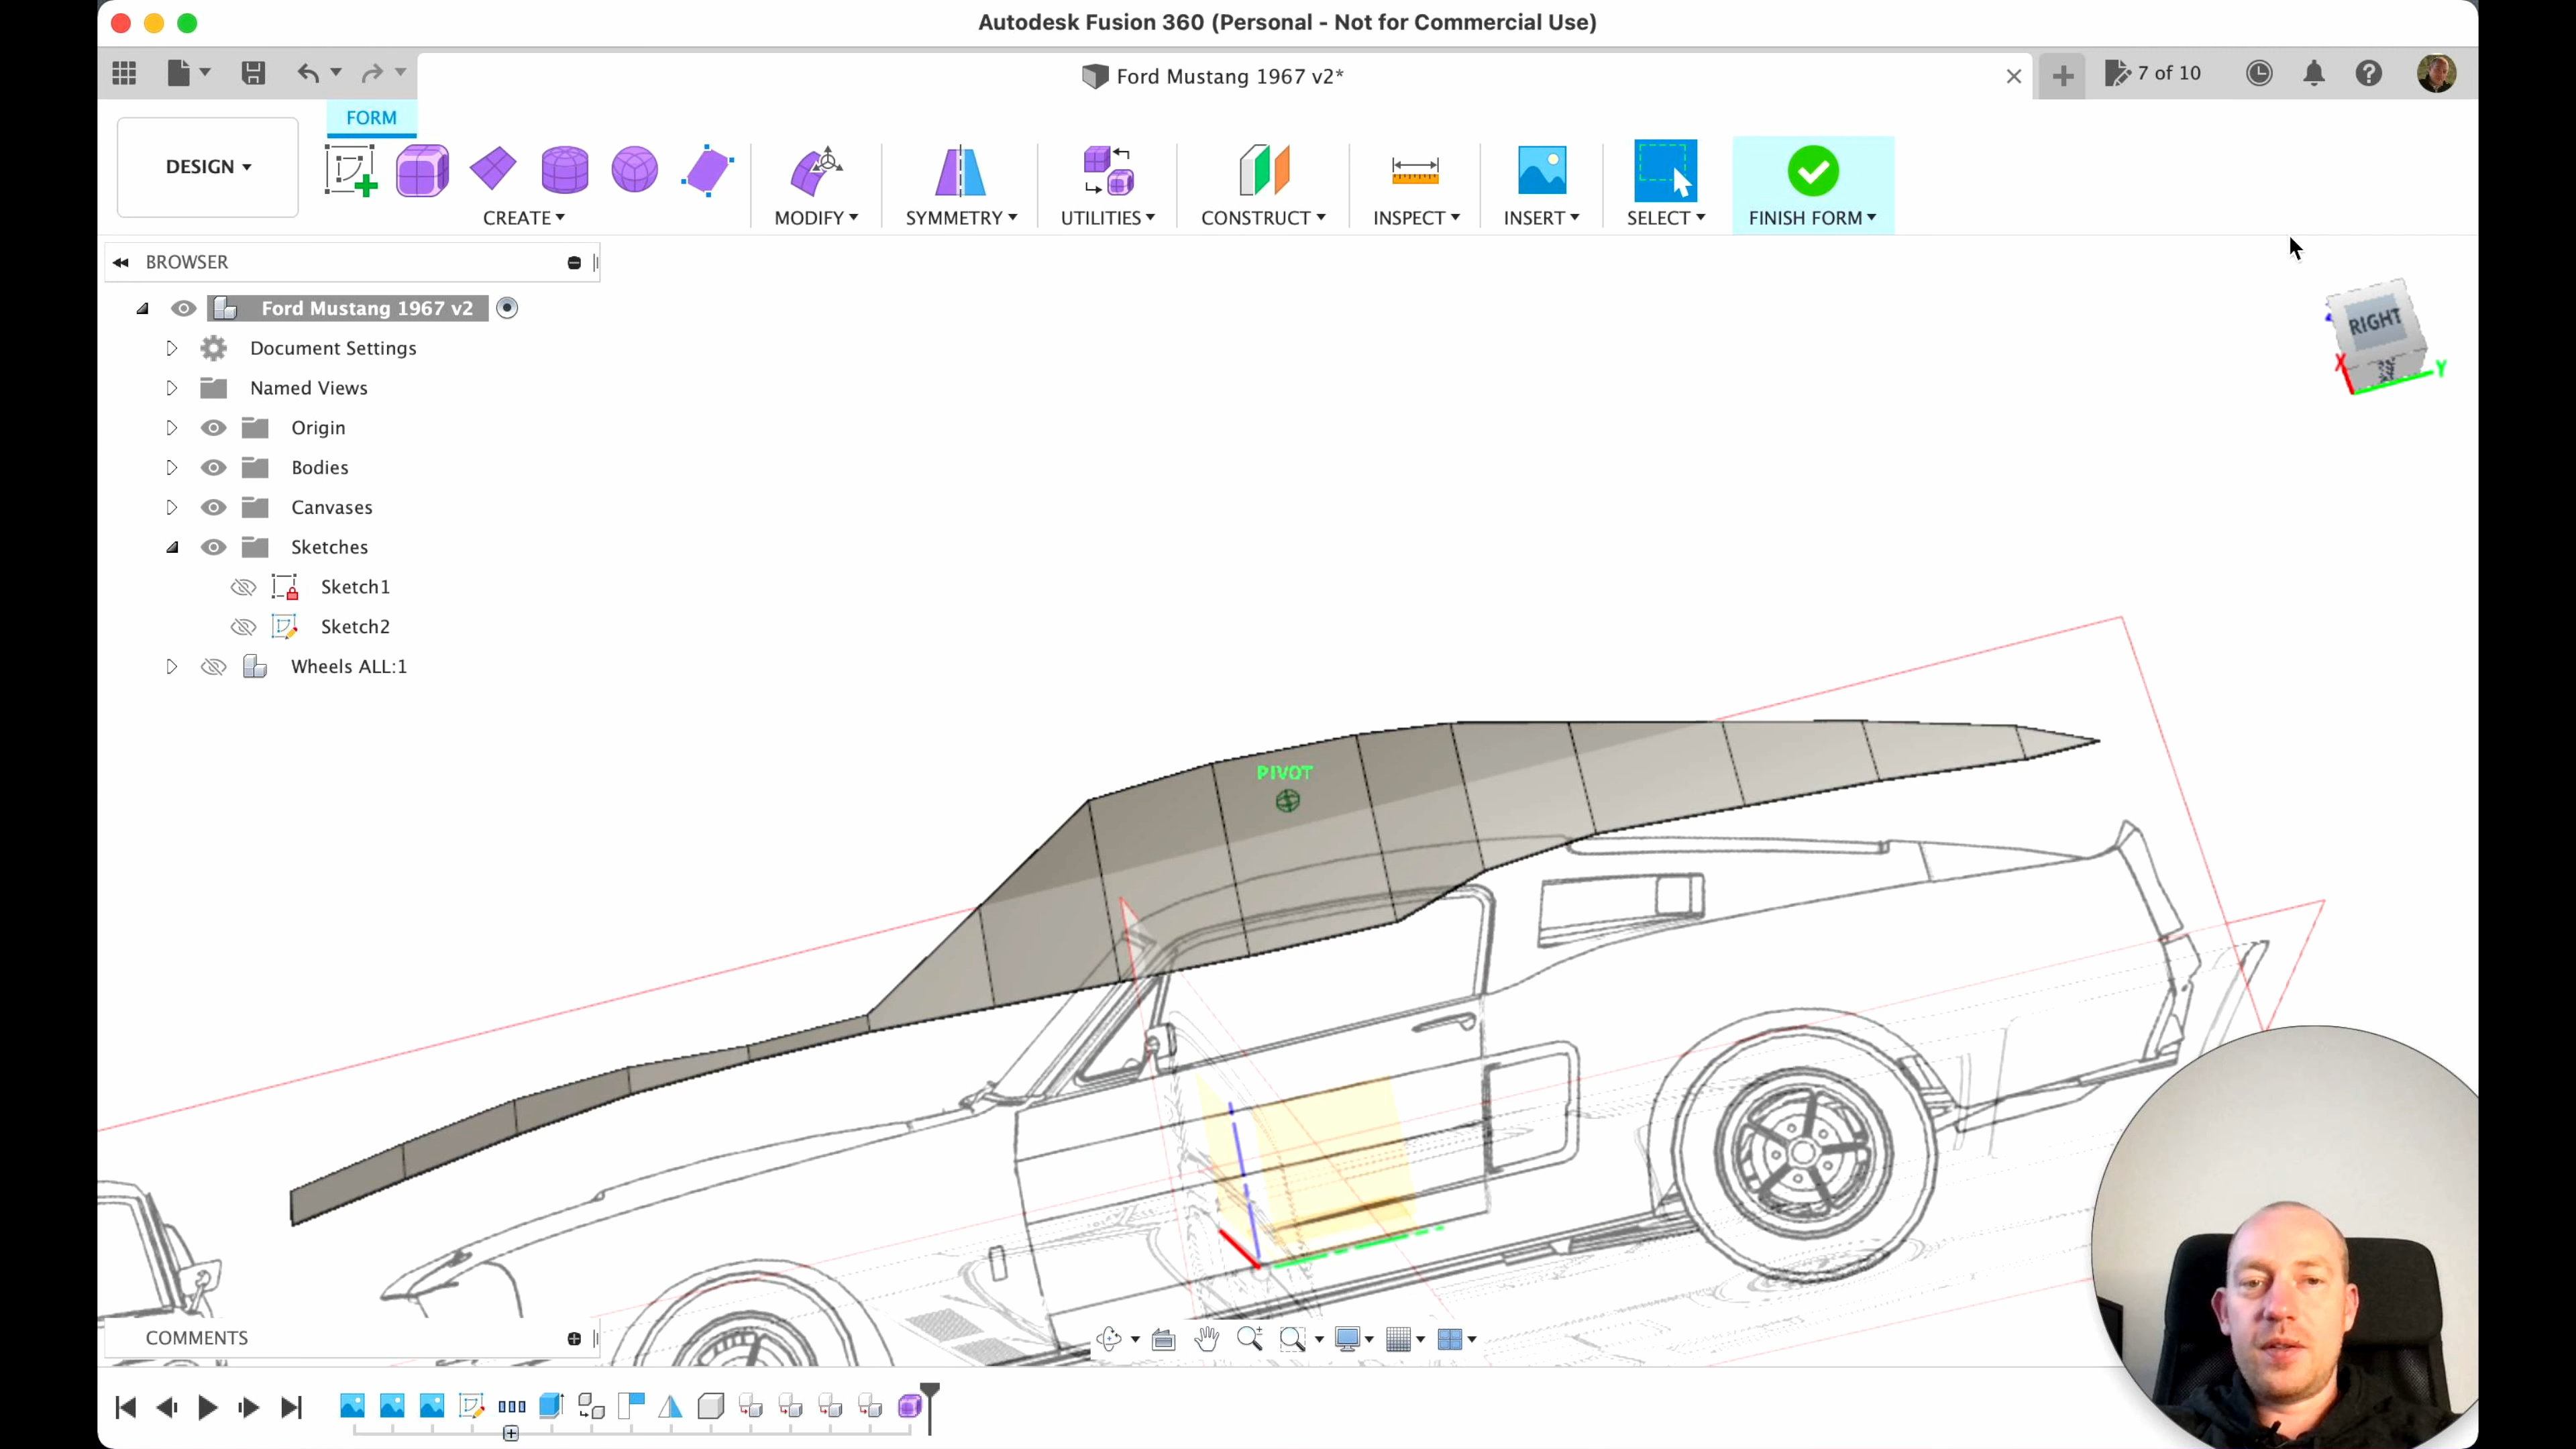 Autodesk Fusion 360 (Personal - Not for Commercial Use)
Ford Mustang 1967 v2*
7 of 10
FORM
DESIGN
CREATE
MODIFY
SYMMETRY
UTILITIES
CONSTRUCT
INSPECT
INSERT
SELECT
FINISH FORM
BROWSER
Ford Mustang 1967 v2
Document Settings
Named Views
Origin
Bodies
Canvases
Sketches
Sketch1
Sketch2
Wheels ALL:1
RIGHT
X
Y
PIVOT
COMMENTS